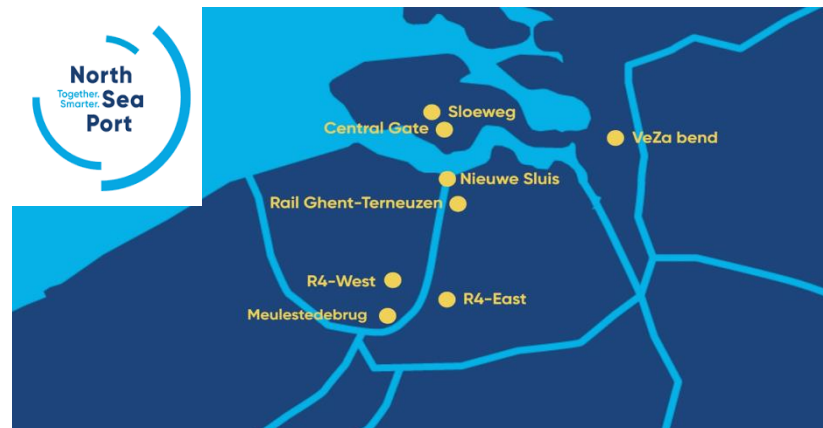 North
Together. Sea
Smarter.
Port
Sloeweg
Central Gate
VeZa bend
Nieuwe Sluis
Rail Ghent-Terneuzen
R4-West
R4-East
Meulestedebrug